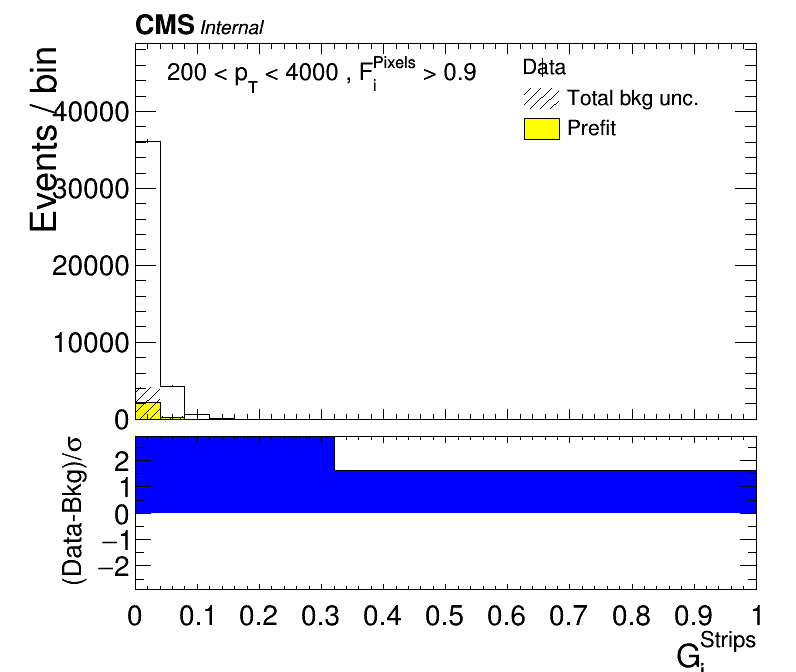 CMS Internal
200 < p_T < 4000 , F_i^Pixels > 0.9
Data
Total bkg unc.
Prefit
Events / bin
40000
30000
20000
10000
0
(Data-Bkg)/σ
2
1
0
−1
−2
0 0.1 0.2 0.3 0.4 0.5 0.6 0.7 0.8 0.9 1
G_i^Strips